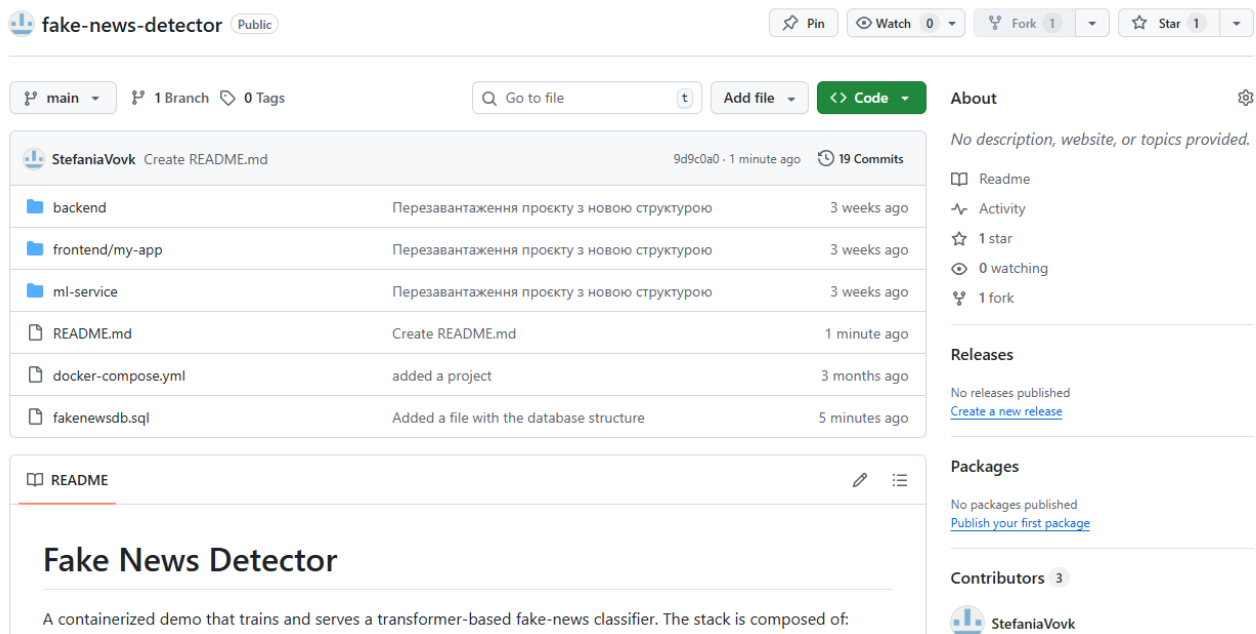 fake-news-detector Public Pin Watch 0 Fork 1 Star 1
main 1 Branch 0 Tags Go to file t Add file Code
StefaniaVovk Create README.md 9d9c0a0 · 1 minute ago 19 Commits
backend Перезавантаження проєкту з новою структурою 3 weeks ago
frontend/my-app Перезавантаження проєкту з новою структурою 3 weeks ago
ml-service Перезавантаження проєкту з новою структурою 3 weeks ago
README.md Create README.md 1 minute ago
docker-compose.yml added a project 3 months ago
fakenewsdb.sql Added a file with the database structure 5 minutes ago
README
Fake News Detector
A containerized demo that trains and serves a transformer-based fake-news classifier. The stack is composed of:
About
No description, website, or topics provided.
Readme
Activity
1 star
0 watching
1 fork
Releases
No releases published
Create a new release
Packages
No packages published
Publish your first package
Contributors 3
StefaniaVovk